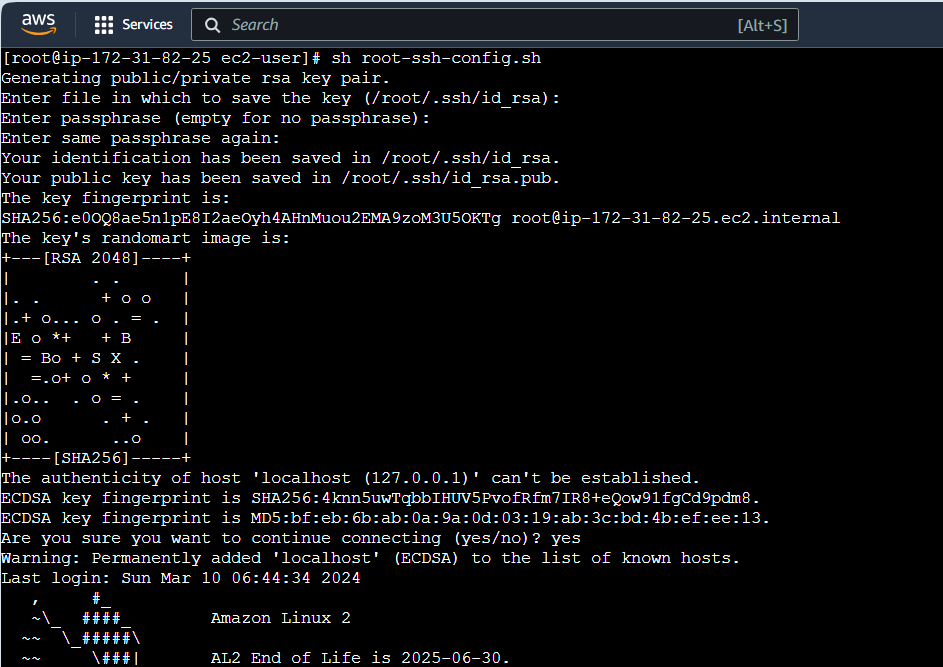 aws Services Search [Alt+S]
[root@ip-172-31-82-25 ec2-user]# sh root-ssh-config.sh
Generating public/private rsa key pair.
Enter file in which to save the key (/root/.ssh/id_rsa):
Enter passphrase (empty for no passphrase):
Enter same passphrase again:
Your identification has been saved in /root/.ssh/id_rsa.
Your public key has been saved in /root/.ssh/id_rsa.pub.
The key fingerprint is:
SHA256:e0OQ8ae5n1pE8I2aeOyh4AHnMuou2EMA9zoM3U5OKTg root@ip-172-31-82-25.ec2.internal
The key's randomart image is:
+---[RSA 2048]----+
|        . .      |
|. .      + o o   |
|.+ o... o . = .  |
|E o *+   + B     |
| = Bo + S X .    |
|  =.o+ o * +     |
|.o..  . o = .    |
|o.o      . + .   |
| oo.      ..o    |
+----[SHA256]-----+
The authenticity of host 'localhost (127.0.0.1)' can't be established.
ECDSA key fingerprint is SHA256:4knn5uwTqbbIHUV5PvofRfm7IR8+eQow91fgCd9pdm8.
ECDSA key fingerprint is MD5:bf:eb:6b:ab:0a:9a:0d:03:19:ab:3c:bd:4b:ef:ee:13.
Are you sure you want to continue connecting (yes/no)? yes
Warning: Permanently added 'localhost' (ECDSA) to the list of known hosts.
Last login: Sun Mar 10 06:44:34 2024
   ,     #_
   ~\_  ####_        Amazon Linux 2
  ~~  \_#####\
  ~~     \###|       AL2 End of Life is 2025-06-30.